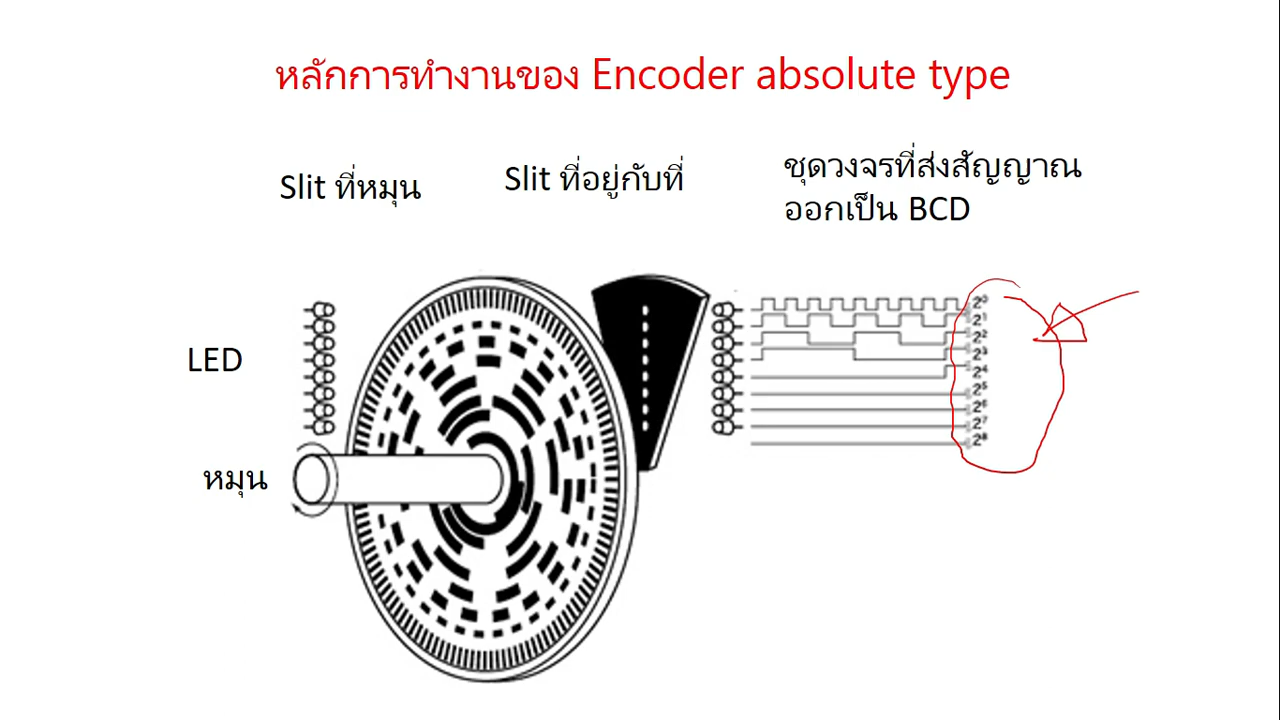 หลักการทำงานของ Encoder absolute type
Slit ที่หมุน
Slit ที่อยู่กับที่
ชุดวงจรที่ส่งสัญญาณ
ออกเป็น BCD
LED
หมุน
2⁰
2¹
2²
2³
2⁴
2⁵
2⁶
2⁷
2⁸